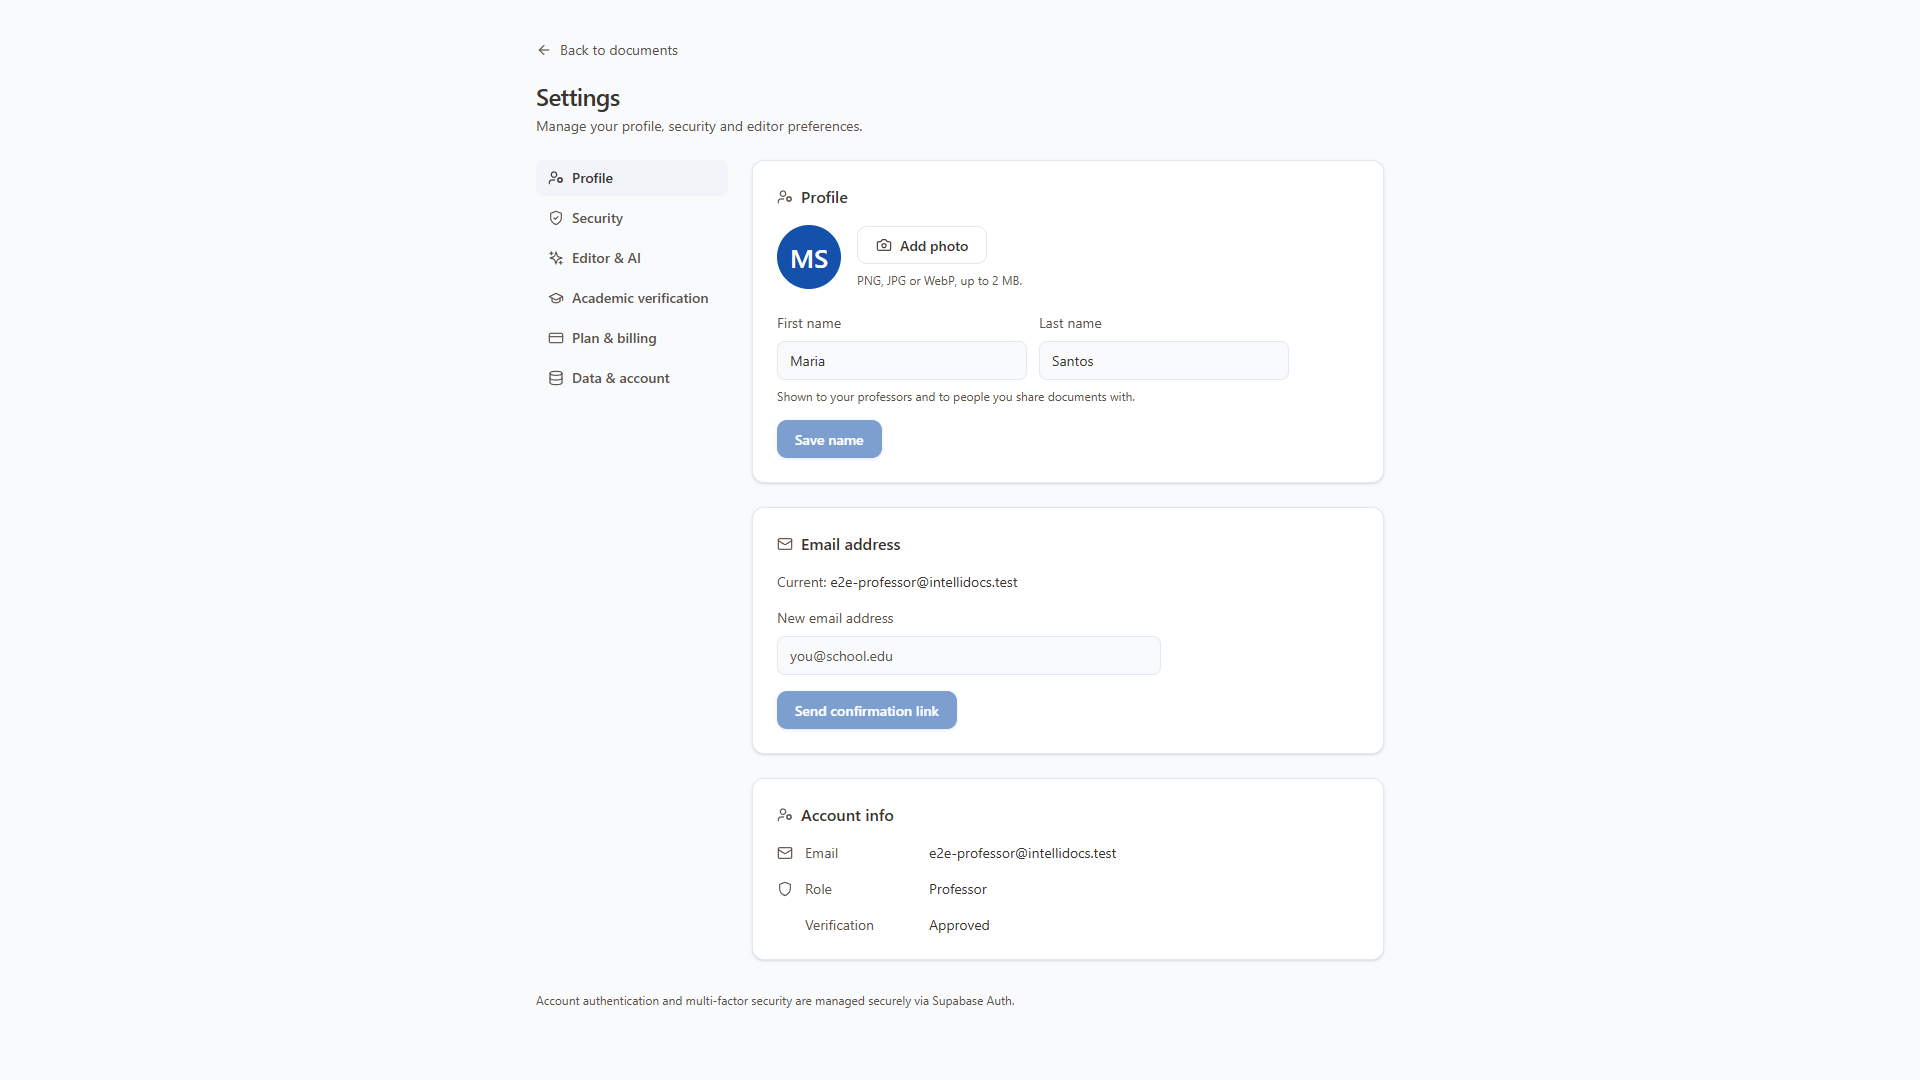 Back to documents
Settings
Manage your profile, security and editor preferences.
Profile
Security
Editor & AI
Academic verification
Plan & billing
Data & account
Profile
MS
Add photo
PNG, JPG or WebP, up to 2 MB.
First name
Last name
Maria
Santos
Shown to your professors and to people you share documents with.
Save name
Email address
Current: e2e-professor@intellidocs.test
New email address
you@school.edu
Send confirmation link
Account info
Email e2e-professor@intellidocs.test
Role Professor
Verification Approved
Account authentication and multi-factor security are managed securely via Supabase Auth.